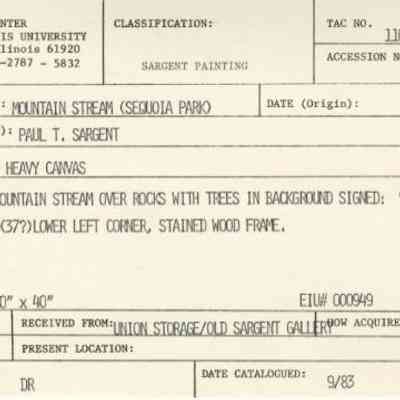 NTER
IS UNIVERSITY
llinois 61920
-2787 - 5832
CLASSIFICATION:
SARGENT PAINTING
TAC NO. 11
ACCESSION N
: MOUNTAIN STREAM (SEQUOIA PARK)
DATE (Origin):
): PAUL T. SARGENT
HEAVY CANVAS
OUNTAIN STREAM OVER ROCKS WITH TREES IN BACKGROUND SIGNED: "
(37?)LOWER LEFT CORNER, STAINED WOOD FRAME.
0" x 40"
EIU# 000949
RECEIVED FROM: UNION STORAGE/OLD SARGENT GALLERY
HOW ACQUIRE
PRESENT LOCATION:
DR
DATE CATALOGUED: 9/83